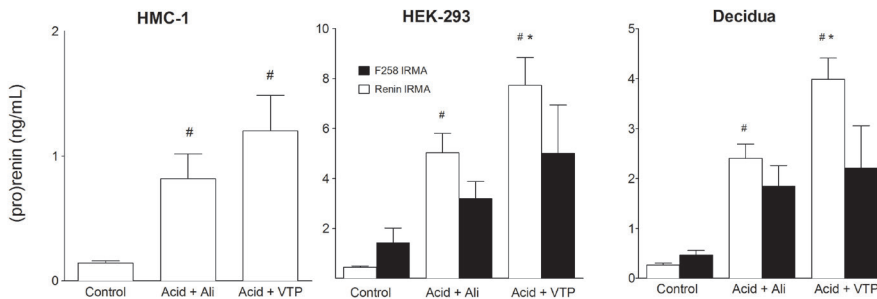 HMC-1
HEK-293
Decidua
(pro)renin (ng/mL)
2
1
0
#
#
Control
Acid + Ali
Acid + VTP
10
8
6
4
2
F258 IRMA
Renin IRMA
#
# *
Control
Acid + Ali
Acid + VTP
5
4
3
2
1
0
#
# *
Control
Acid + Ali
Acid + VTP